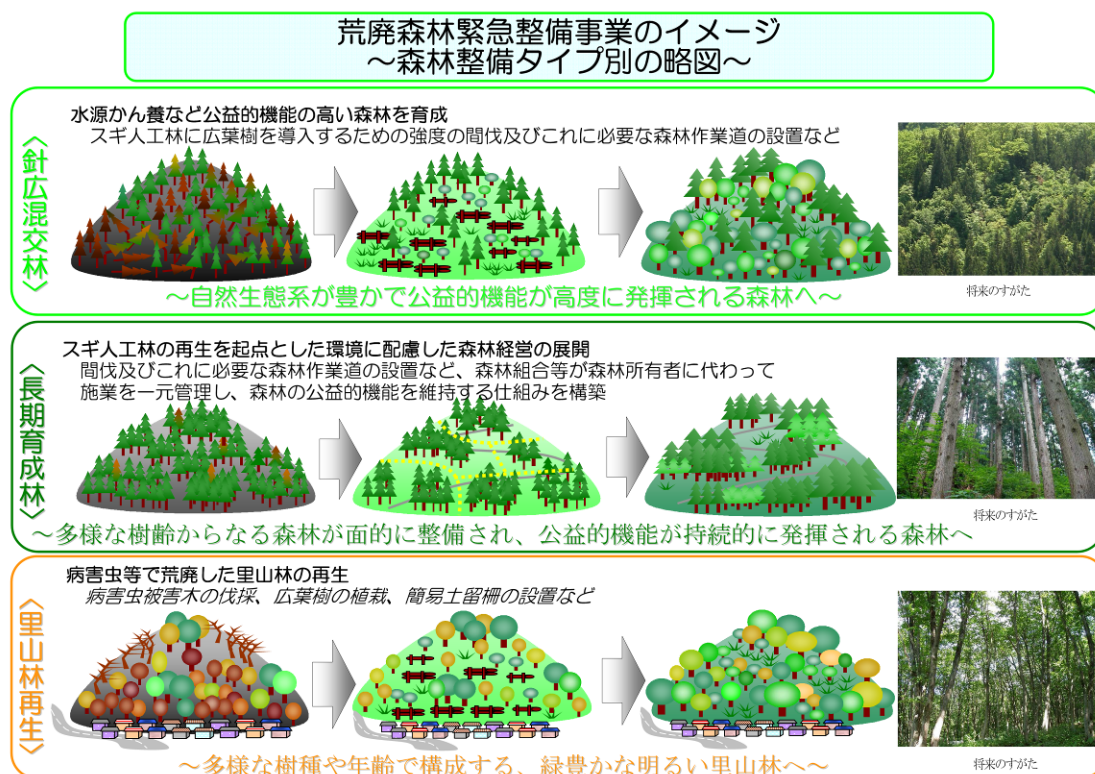 荒廃森林緊急整備事業のイメージ
～森林整備タイプ別の略図～
〈針広混交林〉
水源かん養など公益的機能の高い森林を育成
スギ人工林に広葉樹を導入するための強度の間伐及びこれに必要な森林作業道の設置など
将来のすがた
～自然生態系が豊かで公益的機能が高度に発揮される森林へ～
〈長期育成林〉
スギ人工林の再生を起点とした環境に配慮した森林経営の展開
間伐及びこれに必要な森林作業道の設置など、森林組合等が森林所有者に代わって
施業を一元管理し、森林の公益的機能を維持する仕組みを構築
将来のすがた
～多様な樹齢からなる森林が面的に整備され、公益的機能が持続的に発揮される森林へ～
〈里山林再生〉
病害虫等で荒廃した里山林の再生
病害虫被害木の伐採、広葉樹の植栽、簡易土留柵の設置など
将来のすがた
～多様な樹種や年齢で構成する、緑豊かな明るい里山林へ～